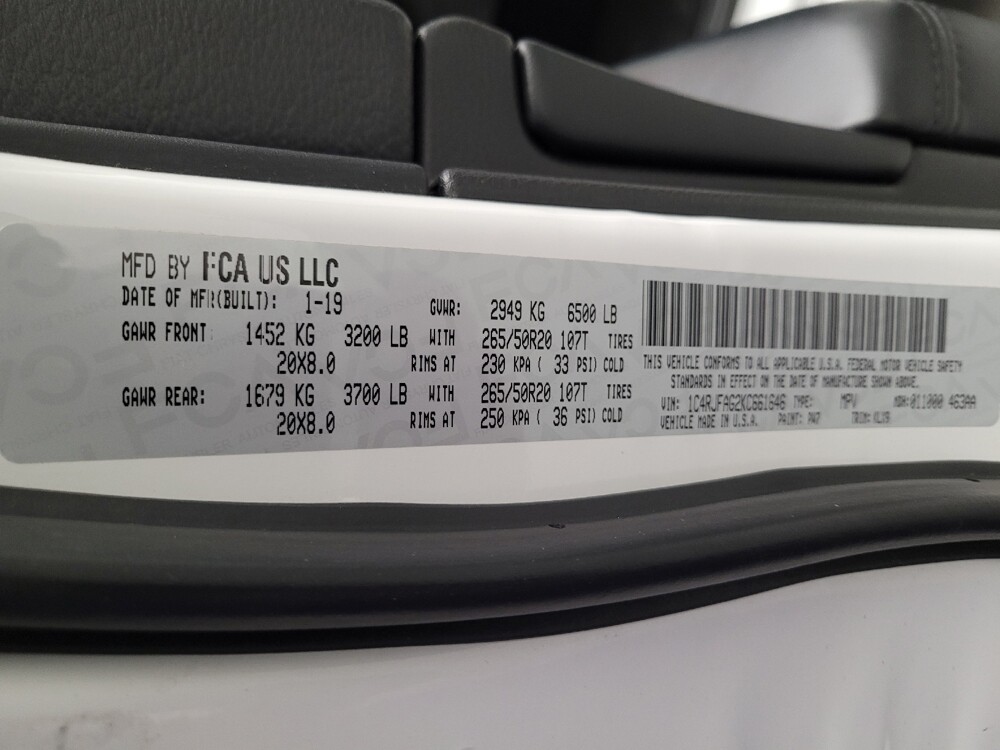 MFD BY FCA US LLC
DATE OF MFR(BUILT): 1-19 GVWR: 2949 KG 6500 LB
GAWR FRONT 1452 KG 3200 LB WITH 265/50R20 107T TIRES
20X8.0 RIMS AT 230 KPA ( 33 PSI) COLD
GAWR REAR: 1679 KG 3700 LB WITH 265/50R20 107T TIRES
20X8.0 RIMS AT 250 KPA ( 36 PSI) COLD
THIS VEHICLE CONFORMS TO ALL APPLICABLE U.S.A. FEDERAL MOTOR VEHICLE SAFETY
STANDARDS IN EFFECT ON THE DATE OF MANUFACTURE SHOWN ABOVE.
VIN: 1C4RJFAG2KC661646 TYPE: MPV MDH: 011000 463AA
VEHICLE MADE IN U.S.A. PAINT: PW7 TRIM: